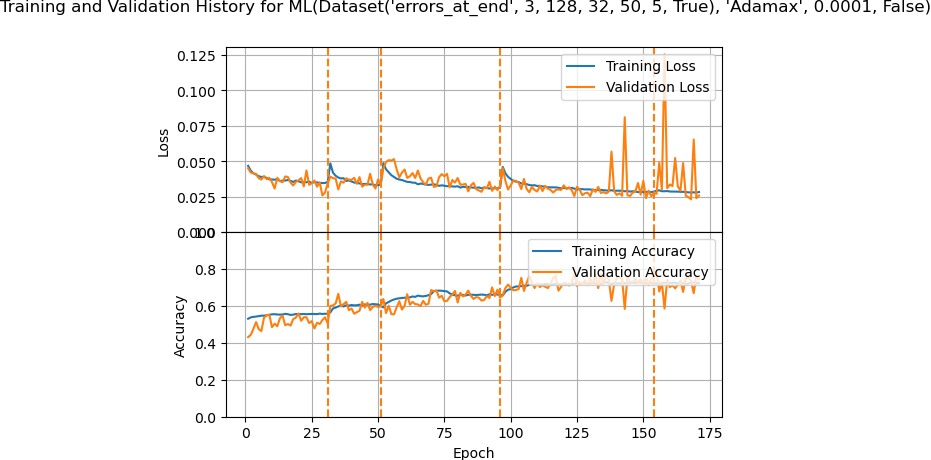 Training and Validation History for ML(Dataset('errors_at_end', 3, 128, 32, 50, 5, True), 'Adamax', 0.0001, False)
0.125
0.100
0.075
0.050
0.025
0.000
Loss
Training Loss
Validation Loss
1.0
0.8
0.6
0.4
0.2
0.0
Accuracy
Training Accuracy
Validation Accuracy
0 25 50 75 100 125 150 175
Epoch